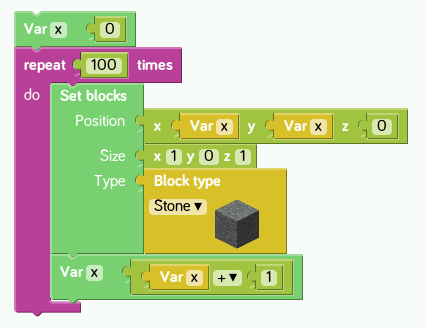 Var x 0
repeat 100 times
do Set blocks
Position x Var x y Var x z 0
Size x 1 y 0 z 1
Type Block type
Stone ▾
Var x Var x + ▾ 1